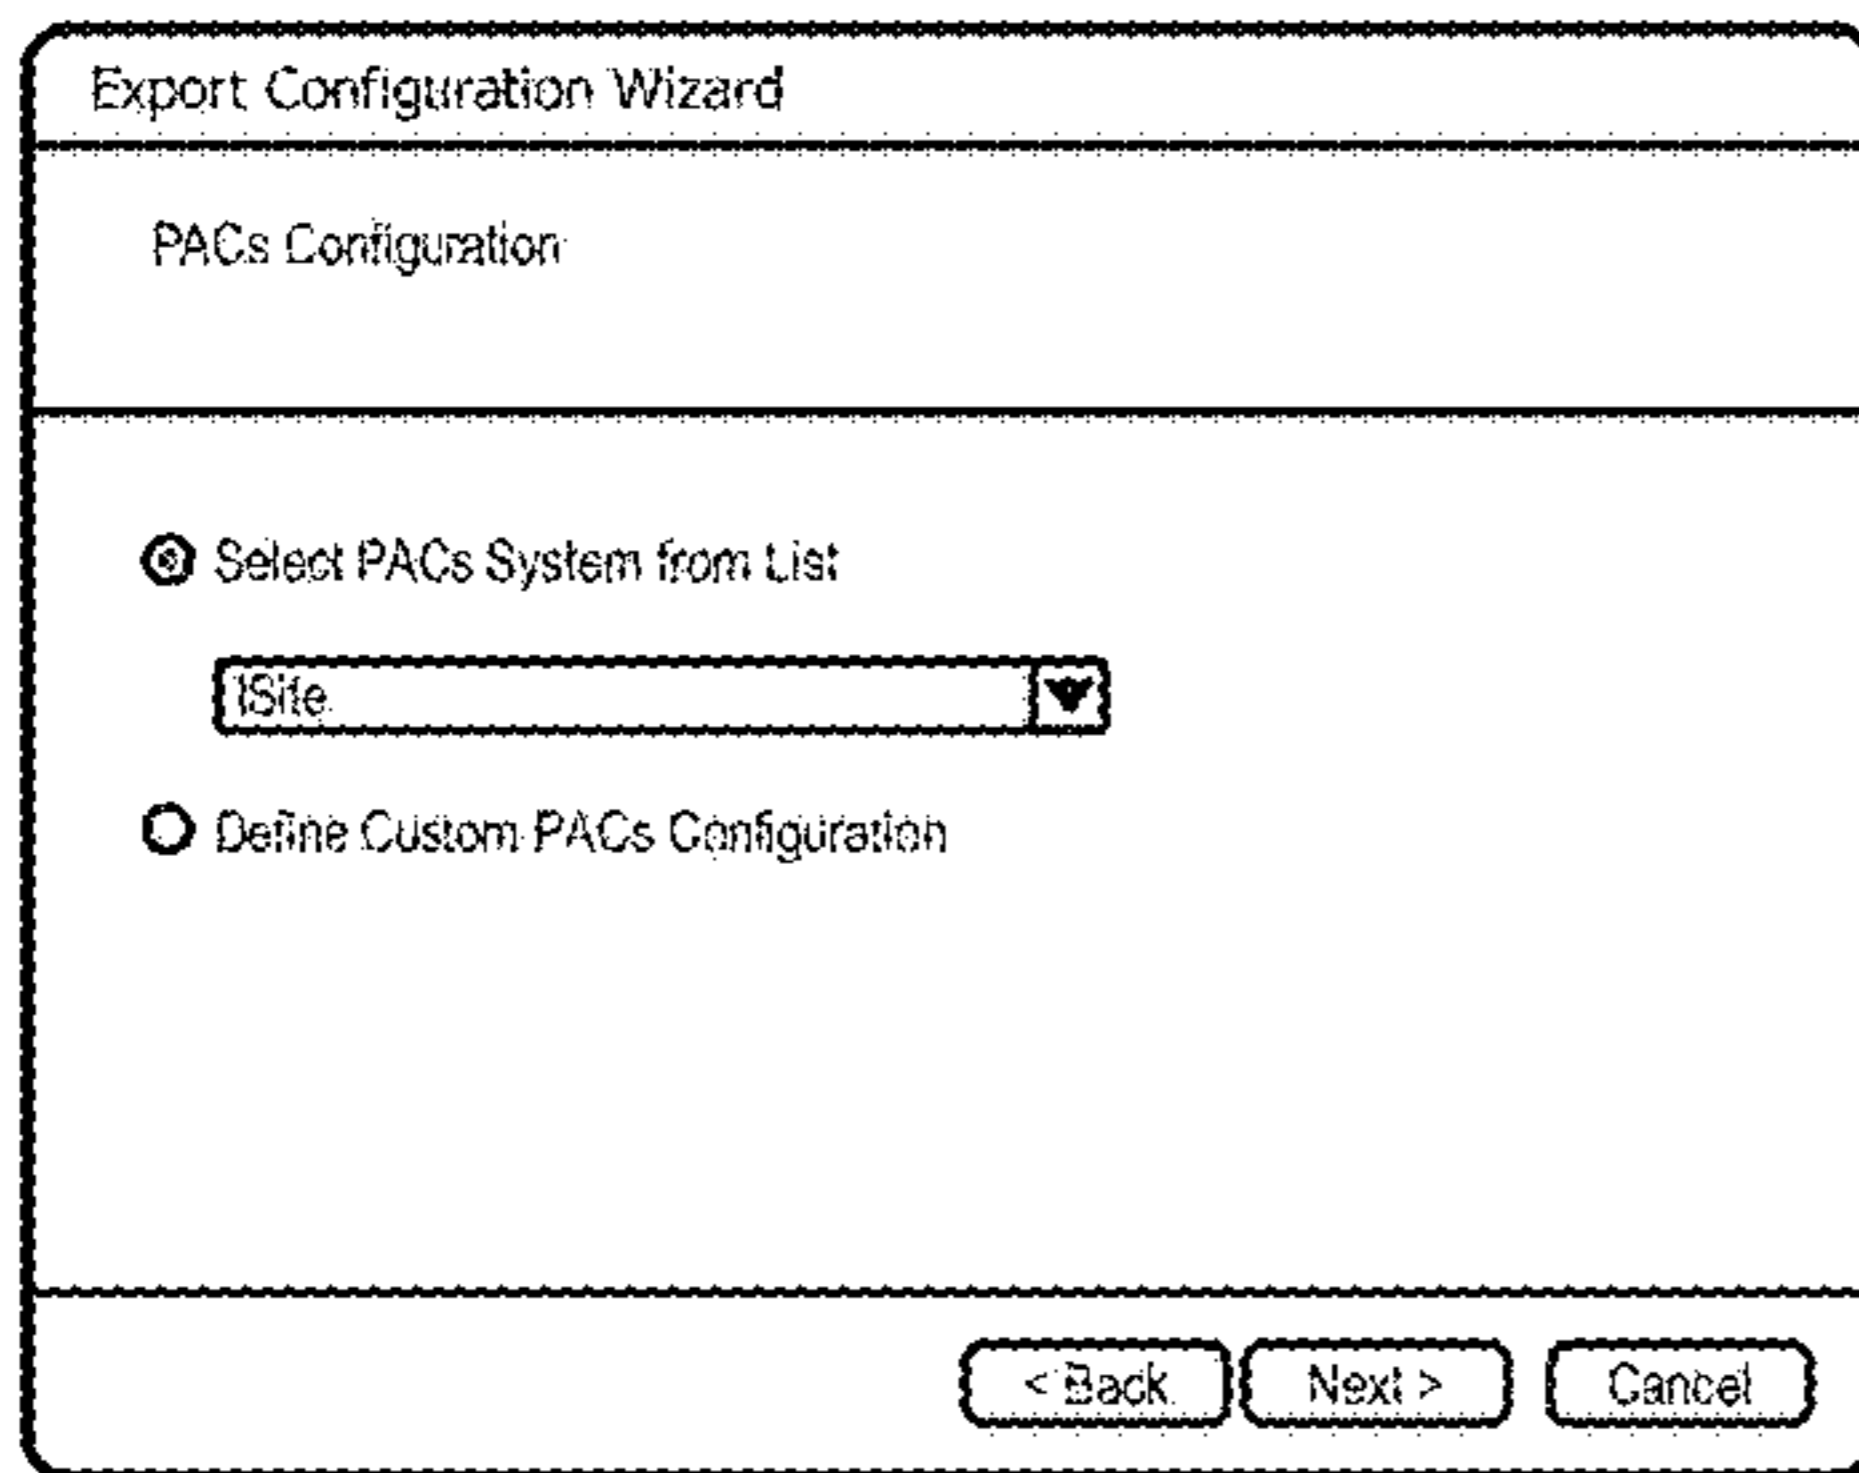 Export Configuration Wizard
PACs Configuration
Select PACs System from List
iSite
Define Custom PACs Configuration
< Back Next > Cancel